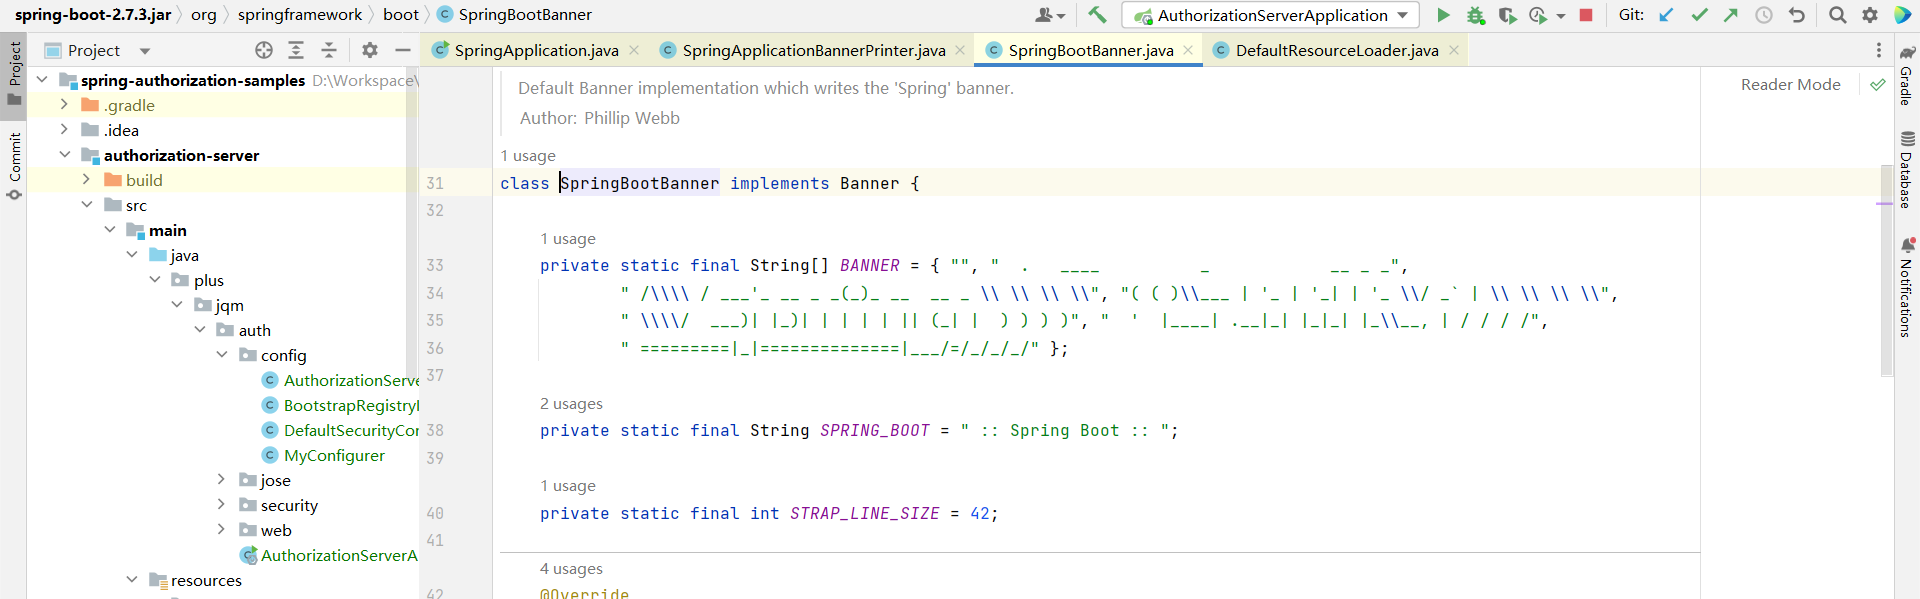 spring-boot-2.7.3.jar org springframework boot SpringBootBanner AuthorizationServerApplication Git:
Project
Project
SpringApplication.java SpringApplicationBannerPrinter.java SpringBootBanner.java DefaultResourceLoader.java
spring-authorization-samples D:\Workspace\
.gradle
.idea
authorization-server
build
src
main
java
plus
jqm
auth
config
AuthorizationServe
BootstrapRegistryI
DefaultSecurityCor
MyConfigurer
jose
security
web
AuthorizationServerA
resources
Commit
Default Banner implementation which writes the 'Spring' banner.
Author: Phillip Webb
Reader Mode
1 usage
31 class SpringBootBanner implements Banner {
32
1 usage
33 private static final String[] BANNER = { "", "  .   ____          _            __ _ _",
34 " /\\\\ / ___'_ __ _ _(_)_ __  __ _ \\ \\ \\ \\", "( ( )\\___ | '_ | '_| | '_ \\/ _` | \\ \\ \\ \\",
35 " \\\\/  ___)| |_)| | | | | || (_| |  ) ) ) )", "  '  |____| .__|_| |_|_| |_\\__, | / / / /",
36 " =========|_|==============|___/=/_/_/_/" };
37
2 usages
38 private static final String SPRING_BOOT = " :: Spring Boot :: ";
39
1 usage
40 private static final int STRAP_LINE_SIZE = 42;
41
4 usages
42 @Override
Gradle
Database
Notifications